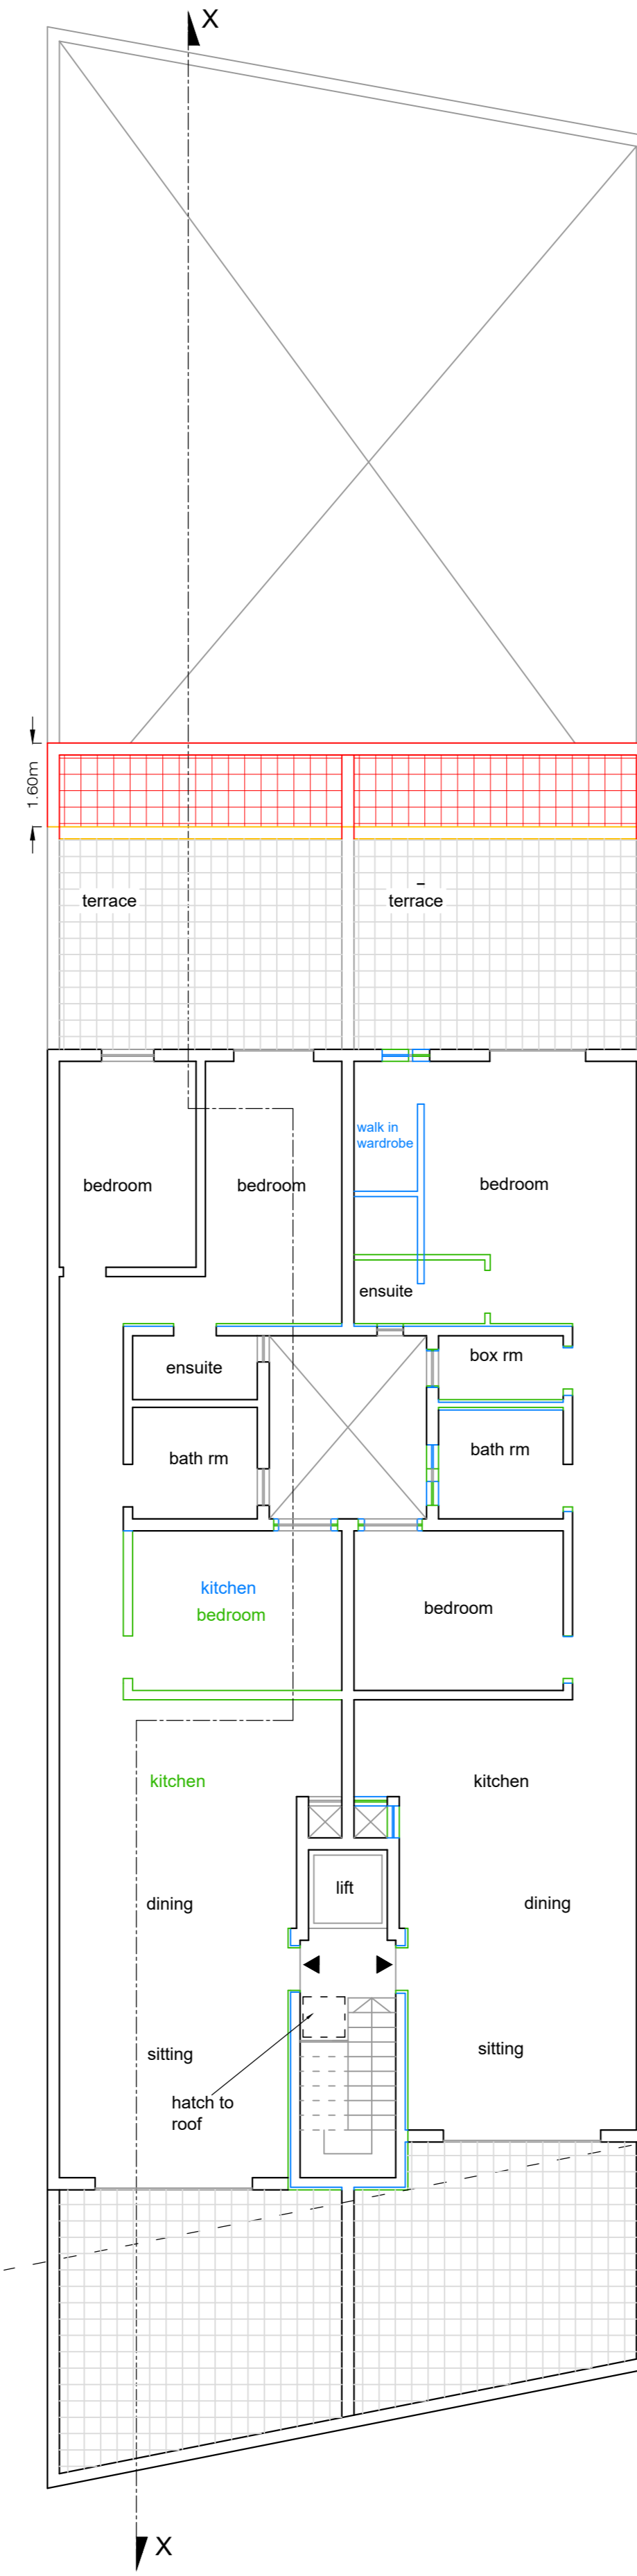 X
1.60m
terrace
terrace
walk in
wardrobe
bedroom
bedroom
bedroom
ensuite
box rm
ensuite
bath rm
bath rm
kitchen
bedroom
bedroom
kitchen
kitchen
lift
dining
dining
sitting
sitting
hatch to
roof
X